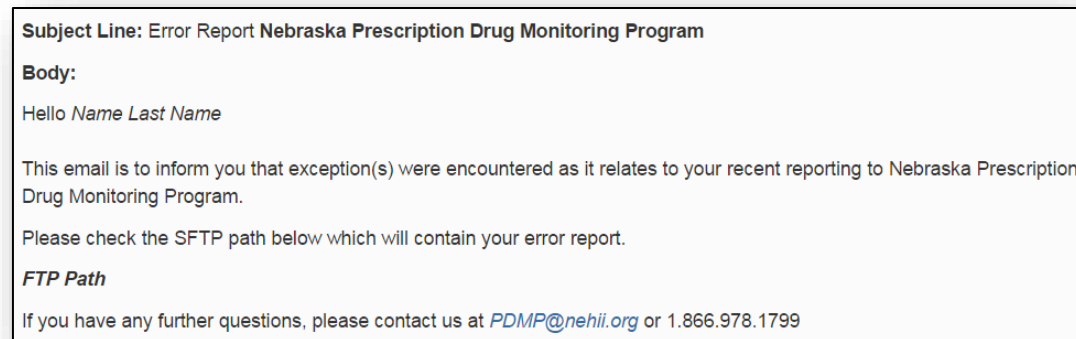 Subject Line: Error Report Nebraska Prescription Drug Monitoring Program
Body:
Hello Name Last Name
This email is to inform you that exception(s) were encountered as it relates to your recent reporting to Nebraska Prescription
Drug Monitoring Program.
Please check the SFTP path below which will contain your error report.
FTP Path
If you have any further questions, please contact us at PDMP@nehii.org or 1.866.978.1799